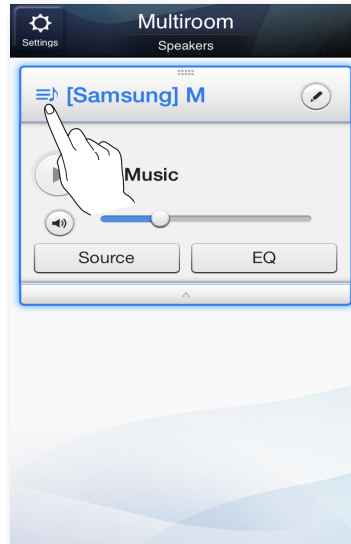 Multiroom
Settings
Speakers
[Samsung] M
Music
Source
EQ